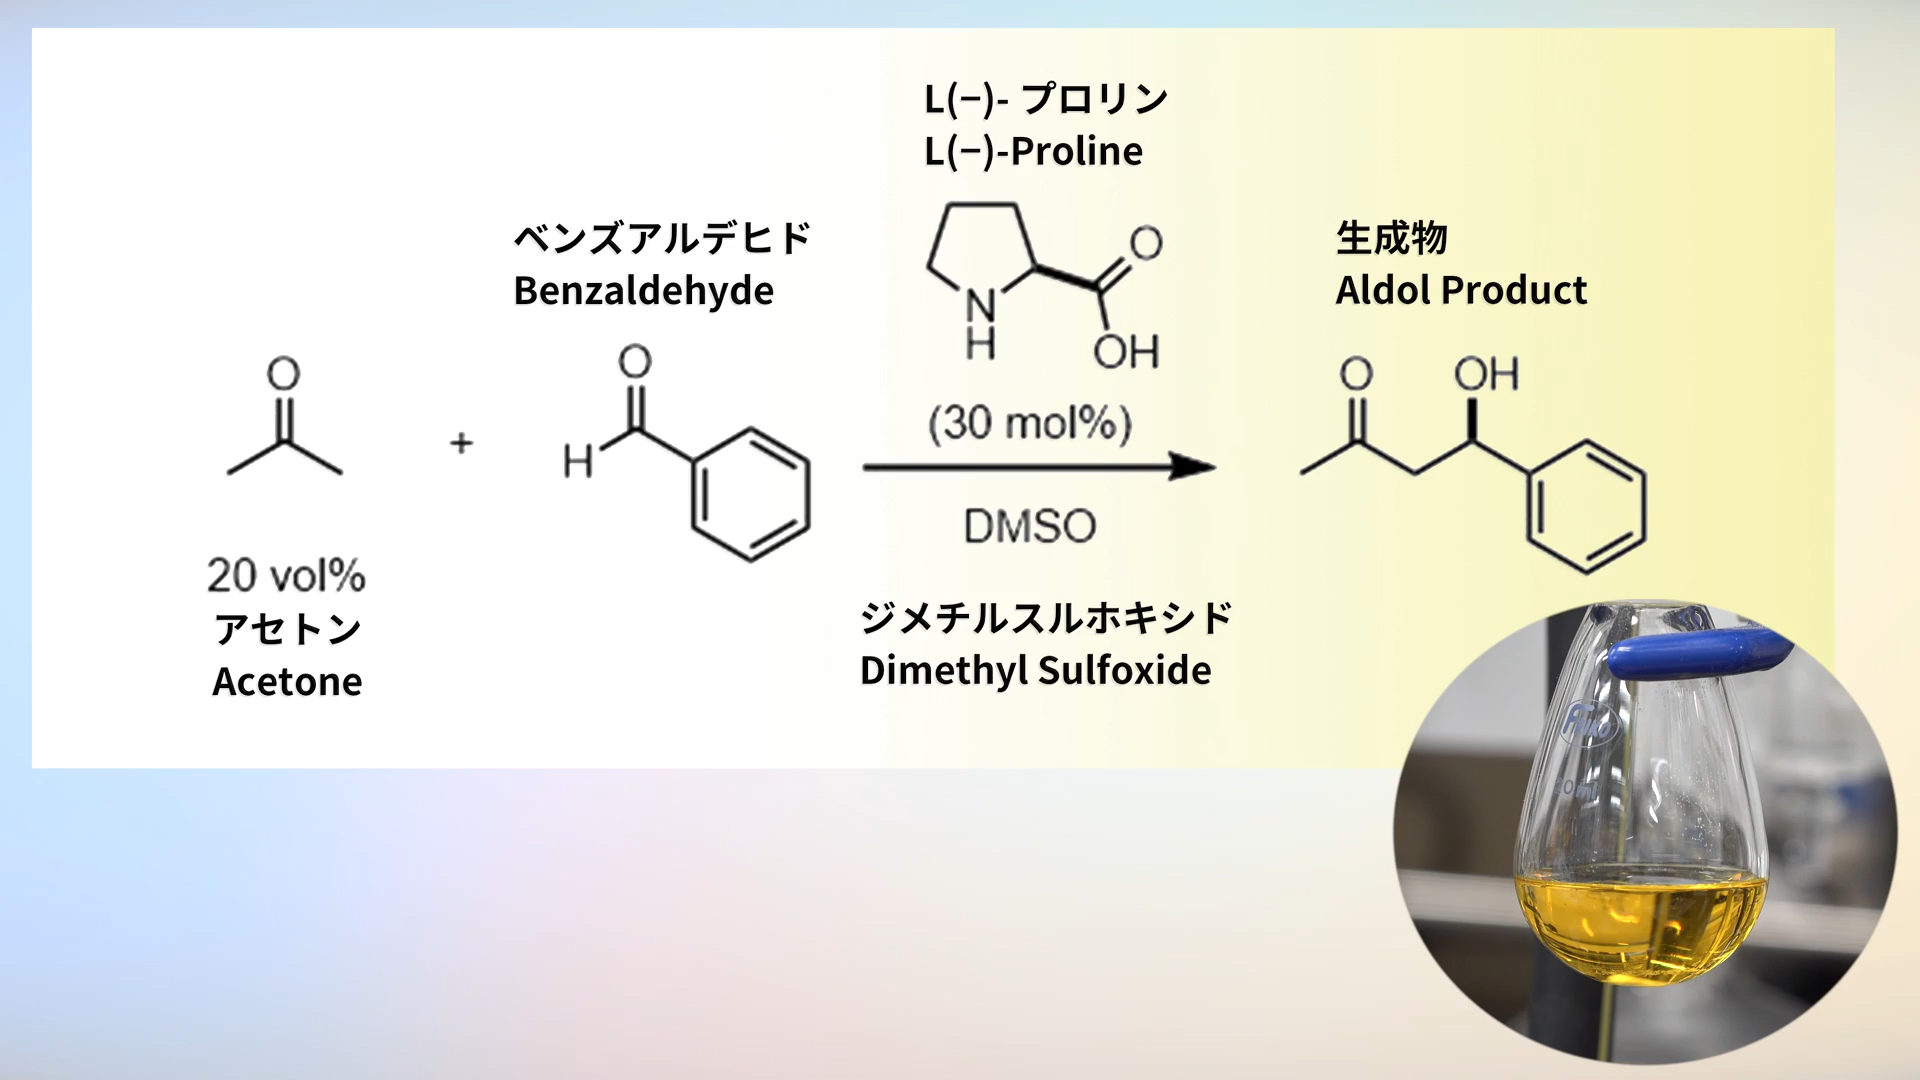 L(−)- プロリン
L(−)-Proline
ベンズアルデヒド
Benzaldehyde
生成物
Aldol Product
O
N
H
OH
O
+
O
H
(30 mol%)
DMSO
O
OH
20 vol%
アセトン
Acetone
ジメチルスルホキシド
Dimethyl Sulfoxide
20 ml